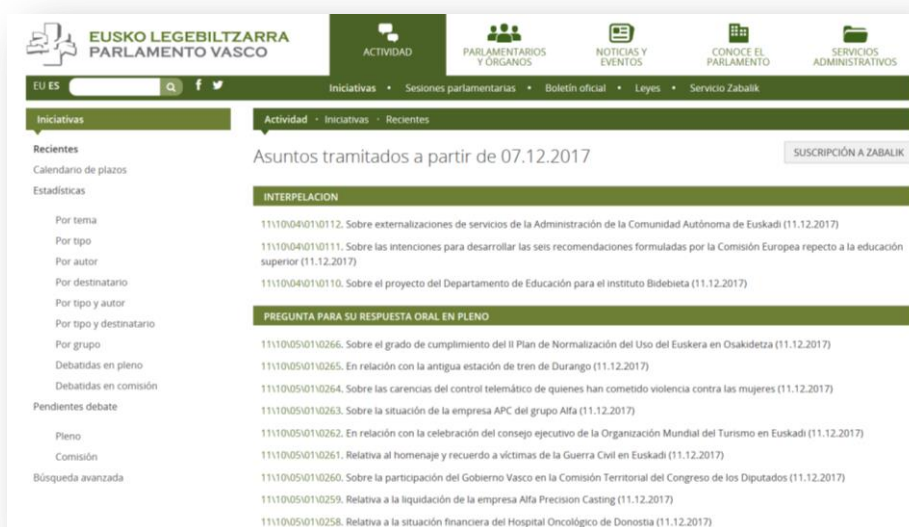 EUSKO LEGEBILTZARRA
PARLAMENTO VASCO
ACTIVIDAD
PARLAMENTARIOS
Y ÓRGANOS
NOTICIAS Y
EVENTOS
CONOCE EL
PARLAMENTO
SERVICIOS
ADMINISTRATIVOS
EU ES
Iniciativas • Sesiones parlamentarias • Boletín oficial • Leyes • Servicio Zabalik
Iniciativas
Recientes
Calendario de plazos
Estadísticas
Por tema
Por tipo
Por autor
Por destinatario
Por tipo y autor
Por tipo y destinatario
Por grupo
Debatidas en pleno
Debatidas en comisión
Pendientes debate
Pleno
Comisión
Búsqueda avanzada
Actividad · Iniciativas · Recientes
Asuntos tramitados a partir de 07.12.2017
SUSCRIPCIÓN A ZABALIK
INTERPELACION
11\10\04\01\0112. Sobre externalizaciones de servicios de la Administración de la Comunidad Autónoma de Euskadi (11.12.2017)
11\10\04\01\0111. Sobre las intenciones para desarrollar las seis recomendaciones formuladas por la Comisión Europea repecto a la educación
superior (11.12.2017)
11\10\04\01\0110. Sobre el proyecto del Departamento de Educación para el instituto Bidebieta (11.12.2017)
PREGUNTA PARA SU RESPUESTA ORAL EN PLENO
11\10\05\01\0266. Sobre el grado de cumplimiento del II Plan de Normalización del Uso del Euskera en Osakidetza (11.12.2017)
11\10\05\01\0265. En relación con la antigua estación de tren de Durango (11.12.2017)
11\10\05\01\0264. Sobre las carencias del control telemático de quienes han cometido violencia contra las mujeres (11.12.2017)
11\10\05\01\0263. Sobre la situación de la empresa APC del grupo Alfa (11.12.2017)
11\10\05\01\0262. En relación con la celebración del consejo ejecutivo de la Organización Mundial del Turismo en Euskadi (11.12.2017)
11\10\05\01\0261. Relativa al homenaje y recuerdo a víctimas de la Guerra Civil en Euskadi (11.12.2017)
11\10\05\01\0260. Sobre la participación del Gobierno Vasco en la Comisión Territorial del Congreso de los Diputados (11.12.2017)
11\10\05\01\0259. Relativa a la liquidación de la empresa Alfa Precision Casting (11.12.2017)
11\10\05\01\0258. Relativa a la situación financiera del Hospital Oncológico de Donostia (11.12.2017)